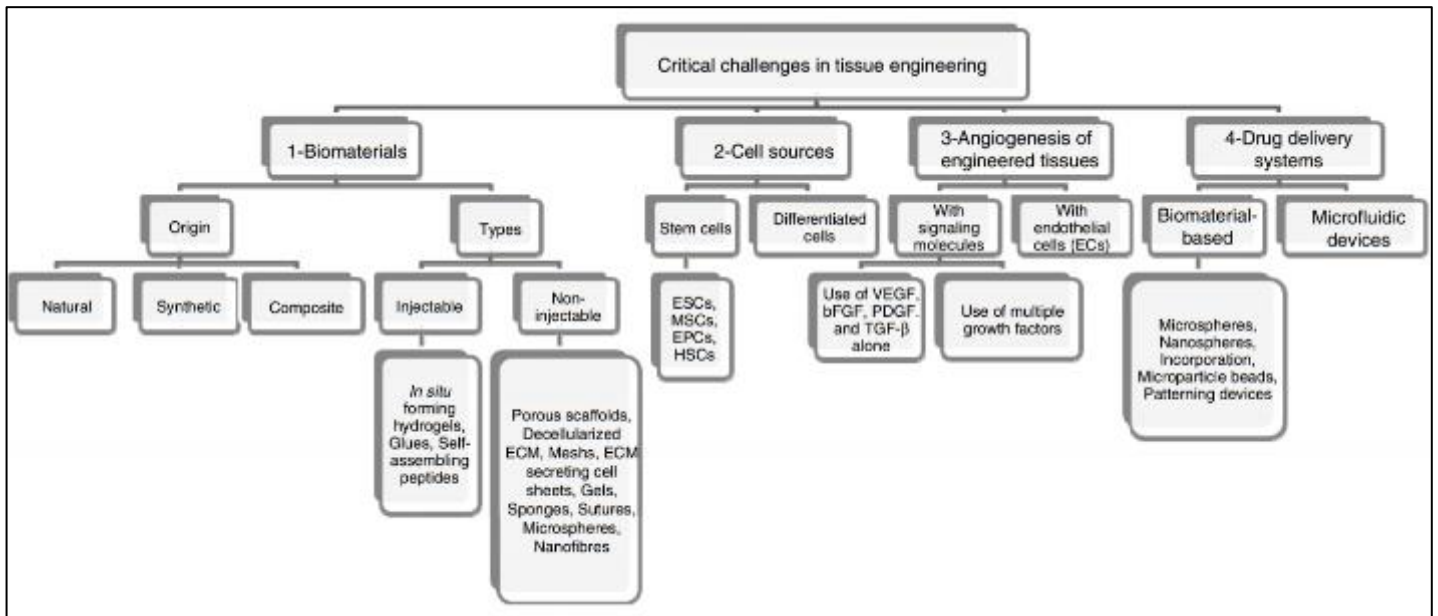 Critical challenges in tissue engineering
1-Biomaterials
2-Cell sources
3-Angiogenesis of
engineered tissues
4-Drug delivery
systems
Origin
Types
Stem cells
Differentiated
cells
With
signaling
molecules
With
endothelial
cells (ECs)
Biomaterial-
based
Microfluidic
devices
Natural
Synthetic
Composite
Injectable
Non-
injectable
ESCs,
MSCs,
EPCs,
HSCs
Use of VEGF,
bFGF, PDGF.
and TGF-β
alone
Use of multiple
growth factors
Microspheres,
Nanospheres,
Incorporation,
Microparticle beads,
Patterning devices
In situ
forming
hydrogels,
Glues, Self-
assembling
peptides
Porous scaffolds,
Decellularized
ECM, Meshs, ECM
secreting cell
sheets, Gels,
Sponges, Sutures,
Microspheres,
Nanofibres